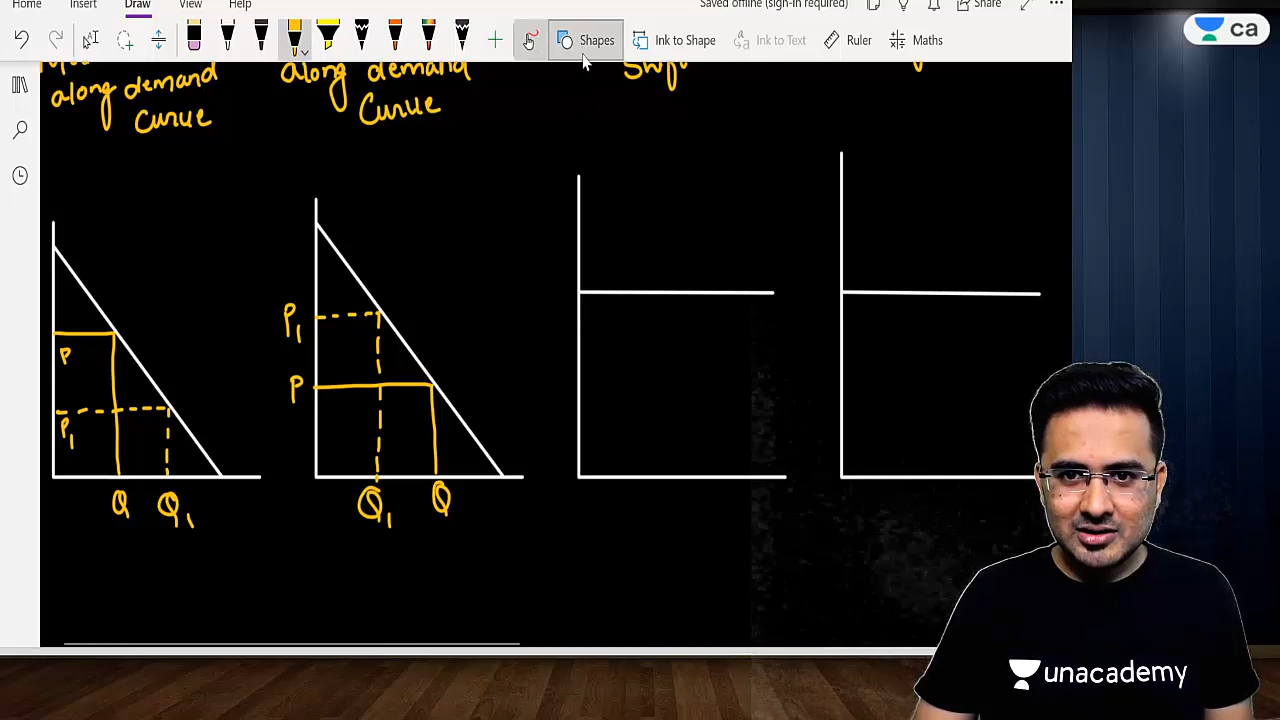 Home Insert Draw View Help
Saved offline (sign-in required) Share
Shapes Ink to Shape Ink to Text Ruler Maths
ca
along demand
Curve
along demand
Curve
P
P1
Q Q1
P1
P
Q1 Q
unacademy